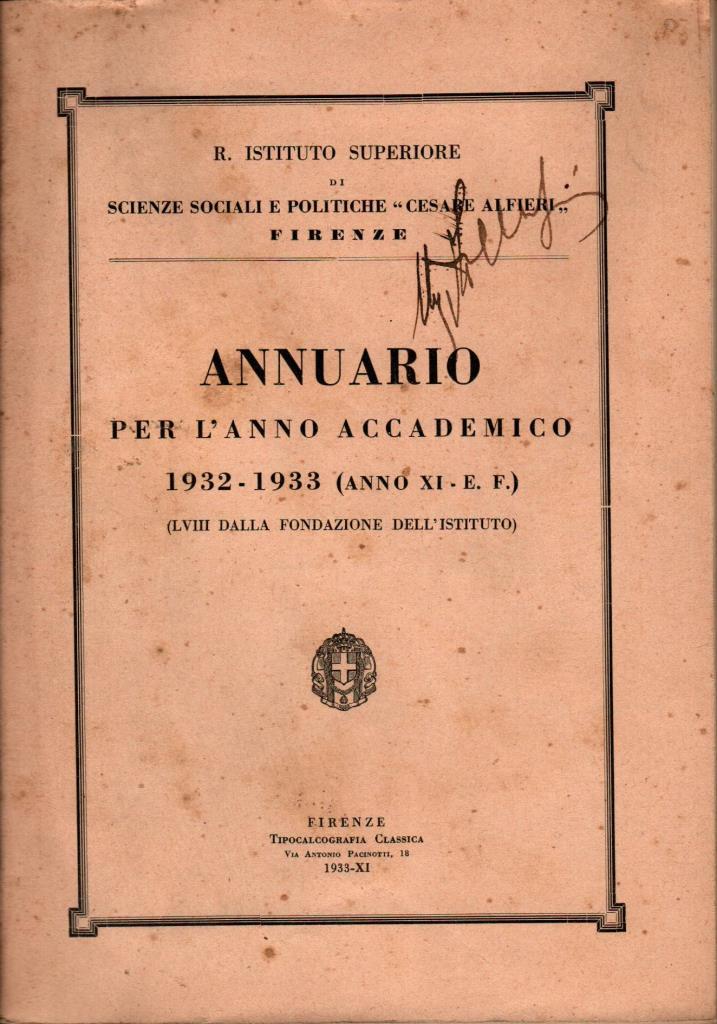 R. ISTITUTO SUPERIORE
DI
SCIENZE SOCIALI E POLITICHE “CESARE ALFIERI„
FIRENZE
ANNUARIO
PER L'ANNO ACCADEMICO
1932-1933 (ANNO XI - E. F.)
(LVIII DALLA FONDAZIONE DELL'ISTITUTO)
FIRENZE
TIPOCALCOGRAFIA CLASSICA
VIA ANTONIO PACINOTTI, 18
1933-XI